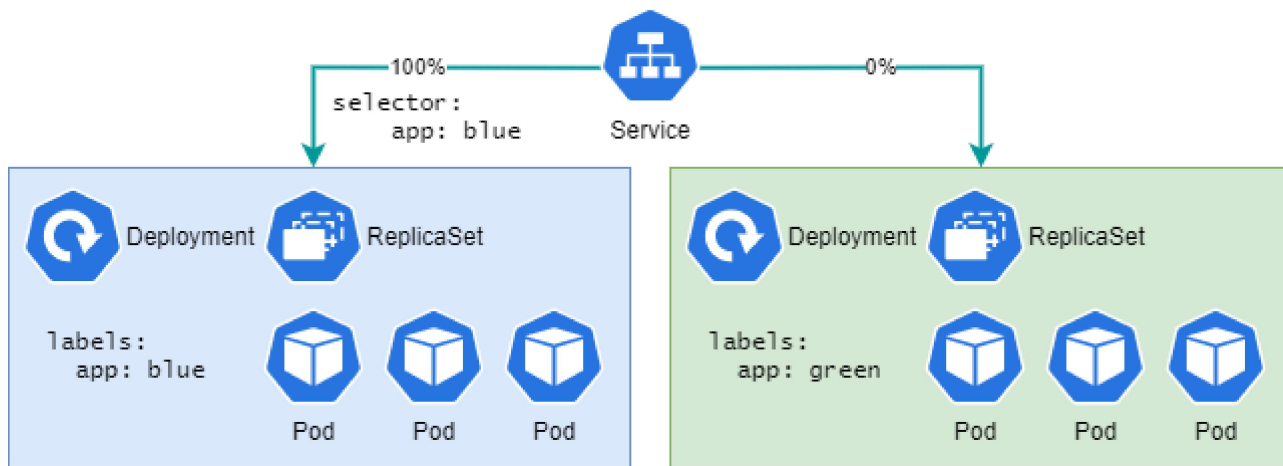 100%
0%
selector:
app: blue
Service
Deployment
ReplicaSet
labels:
app: blue
Pod
Pod
Pod
Deployment
ReplicaSet
labels:
app: green
Pod
Pod
Pod